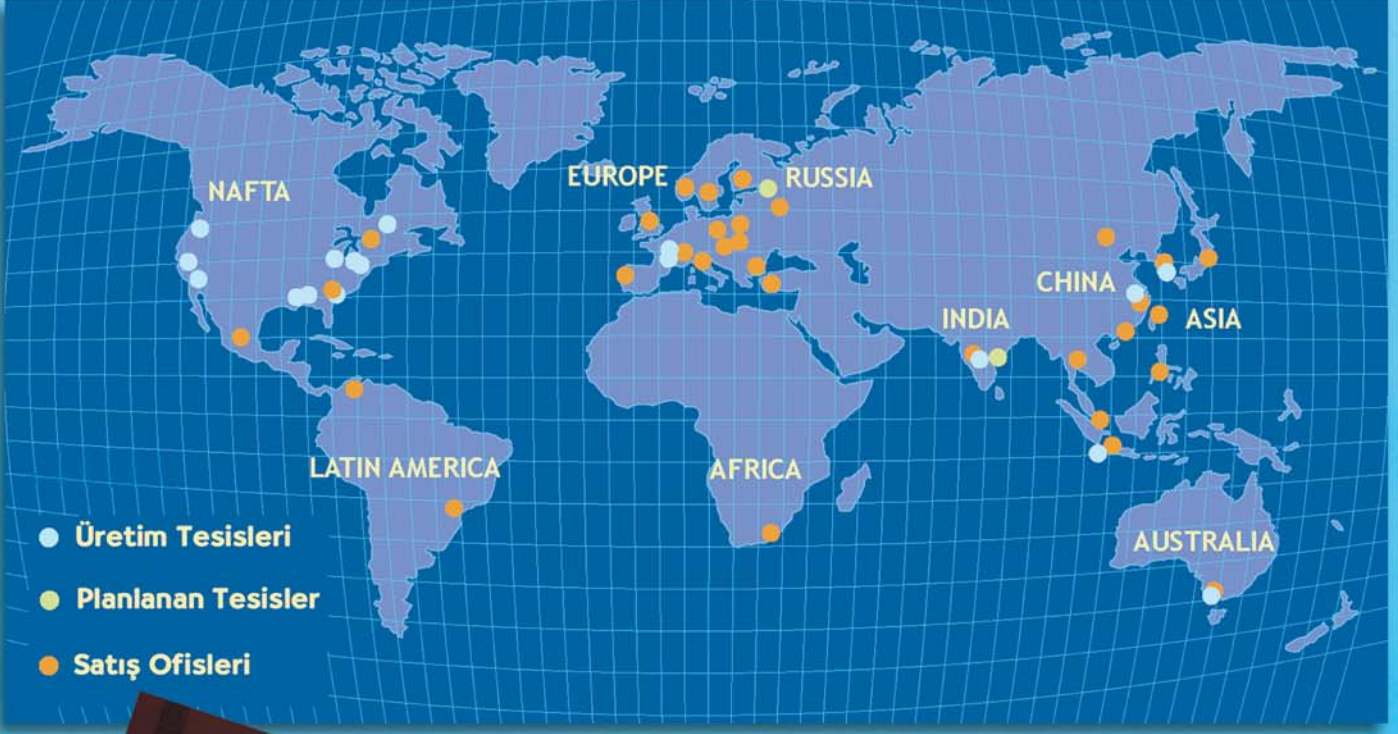 EUROPE
RUSSIA
NAFTA
CHINA
INDIA
ASIA
LATIN AMERICA
AFRICA
AUSTRALIA
Üretim Tesisleri
Planlanan Tesisler
Satış Ofisleri